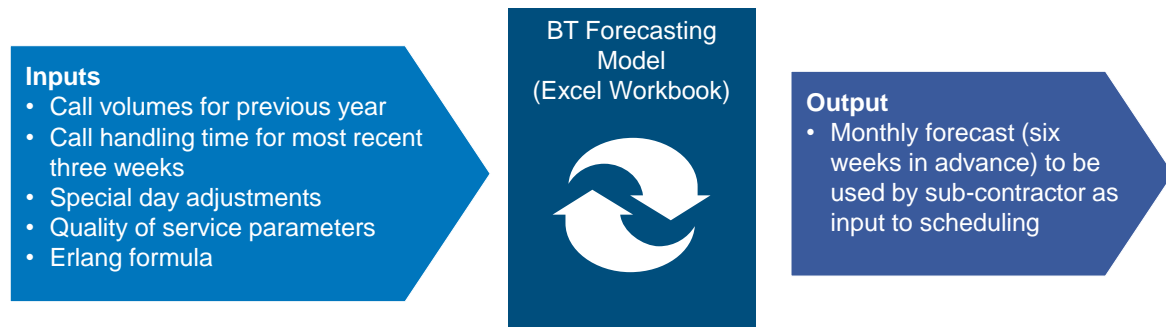 Inputs
• Call volumes for previous year
• Call handling time for most recent
three weeks
• Special day adjustments
• Quality of service parameters
• Erlang formula
BT Forecasting
Model
(Excel Workbook)
Output
• Monthly forecast (six
weeks in advance) to be
used by sub-contractor as
input to scheduling